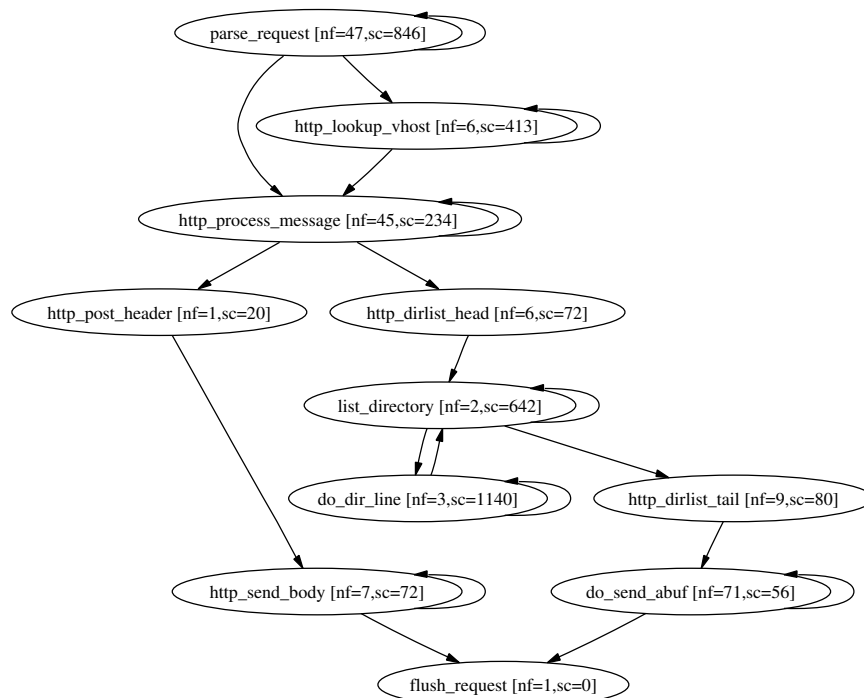 parse_request [nf=47,sc=846]
http_lookup_vhost [nf=6,sc=413]
http_process_message [nf=45,sc=234]
http_post_header [nf=1,sc=20]
http_dirlist_head [nf=6,sc=72]
list_directory [nf=2,sc=642]
do_dir_line [nf=3,sc=1140]
http_dirlist_tail [nf=9,sc=80]
http_send_body [nf=7,sc=72]
do_send_abuf [nf=71,sc=56]
flush_request [nf=1,sc=0]